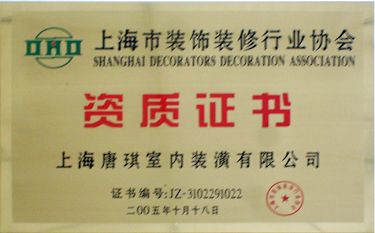 上海市装饰装修行业协会
SHANGHAI DECORATORS DECORATION ASSOCIATION
资质证书
上海唐琪室内装潢有限公司
证书编号:JZ-3102291022
二00五年十月十八日